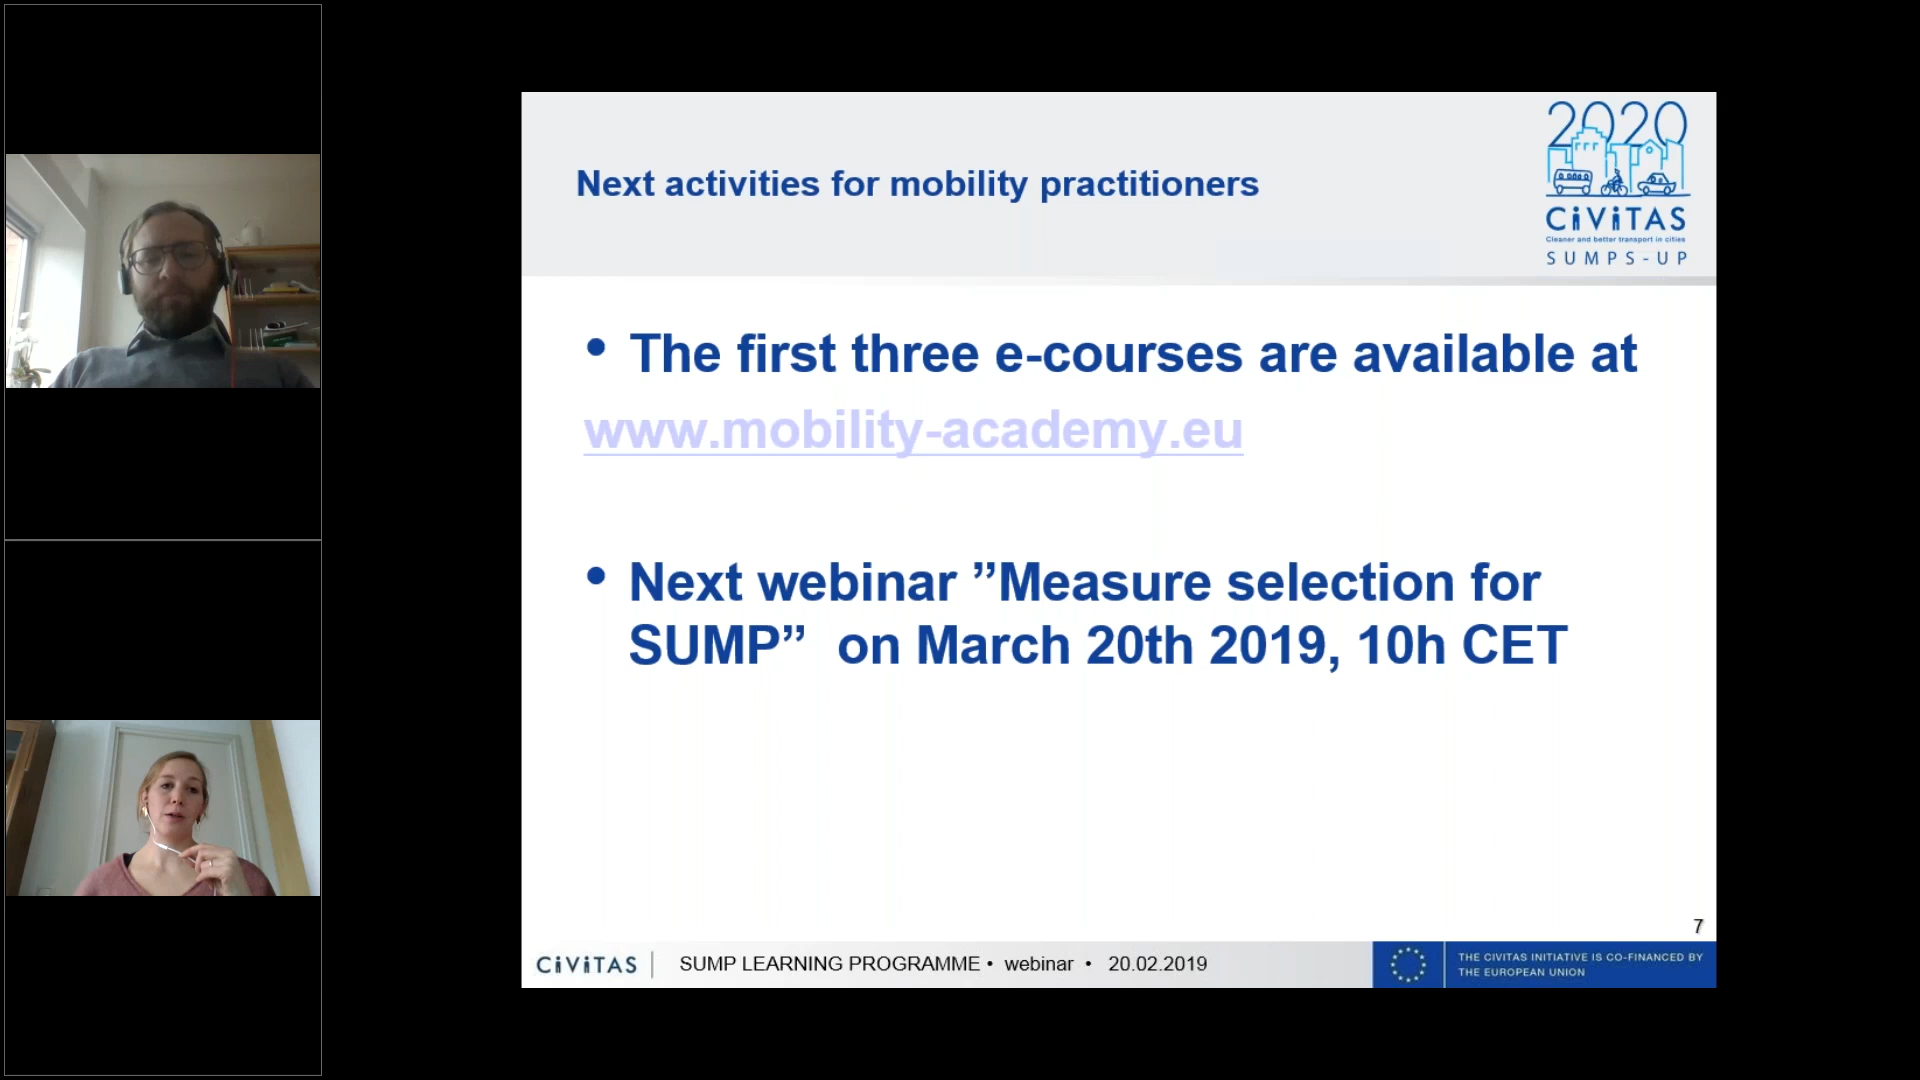 Next activities for mobility practitioners
2020
CiViTAS
Cleaner and better transport in cities
SUMPS-UP
• The first three e-courses are available at
www.mobility-academy.eu
• Next webinar ”Measure selection for
SUMP”  on March 20th 2019, 10h CET
7
CiViTAS
SUMP LEARNING PROGRAMME • webinar • 20.02.2019
THE CIVITAS INITIATIVE IS CO-FINANCED BY
THE EUROPEAN UNION